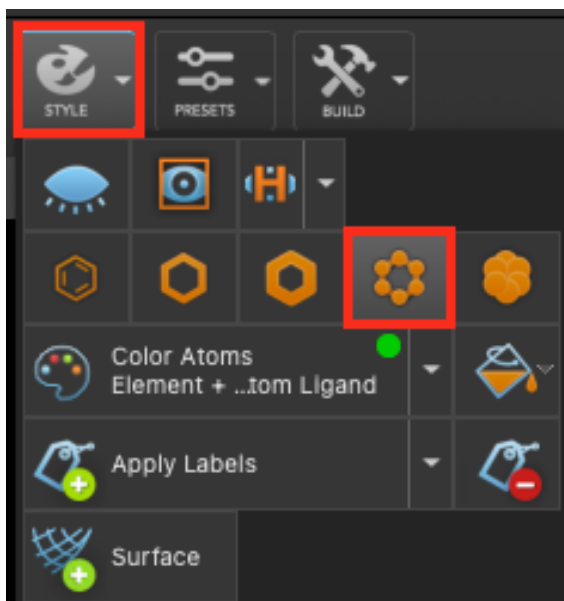 STYLE
PRESETS
BUILD
H
Color Atoms
Element + ...tom Ligand
Apply Labels
Surface